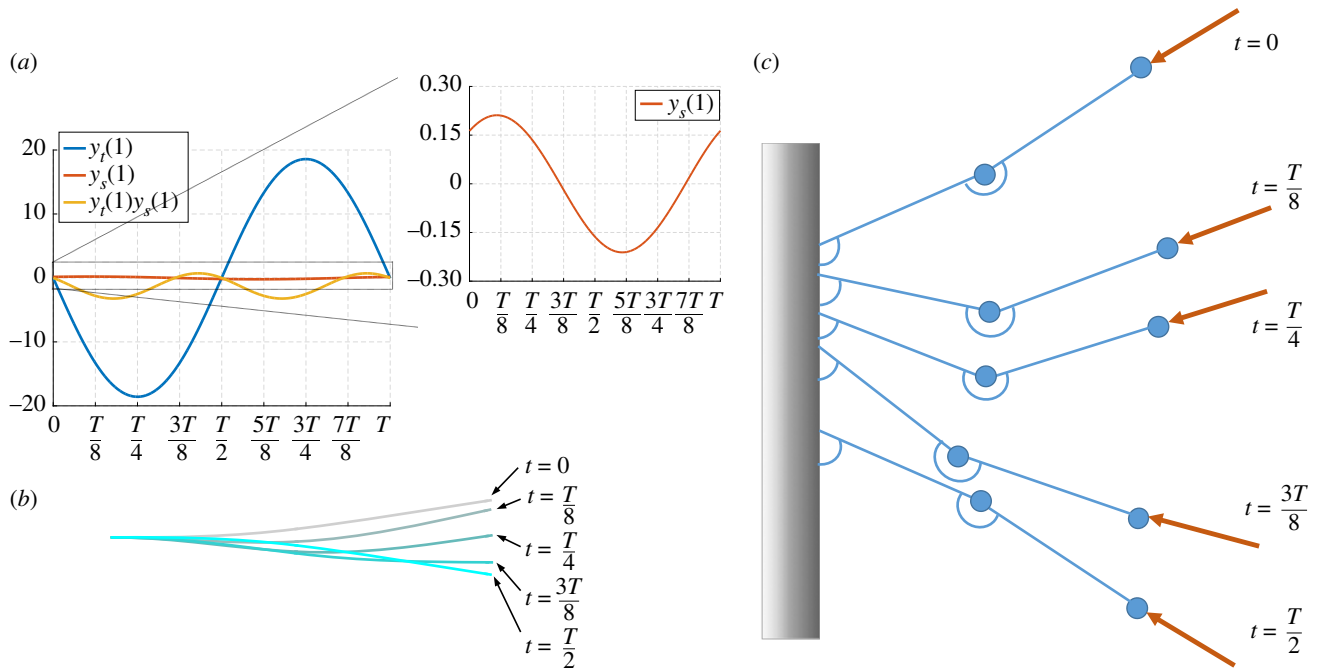 (a)
y_t(1)
y_s(1)
y_t(1)y_s(1)
20
10
0
−10
−20
0 T/8 T/4 3T/8 T/2 5T/8 3T/4 7T/8 T
y_s(1)
0.30
0.15
0
−0.15
−0.30
0 T/8 T/4 3T/8 T/2 5T/8 3T/4 7T/8 T
(b)
t = 0
t = T/8
t = T/4
t = 3T/8
t = T/2
(c)
t = 0
t = T/8
t = T/4
t = 3T/8
t = T/2